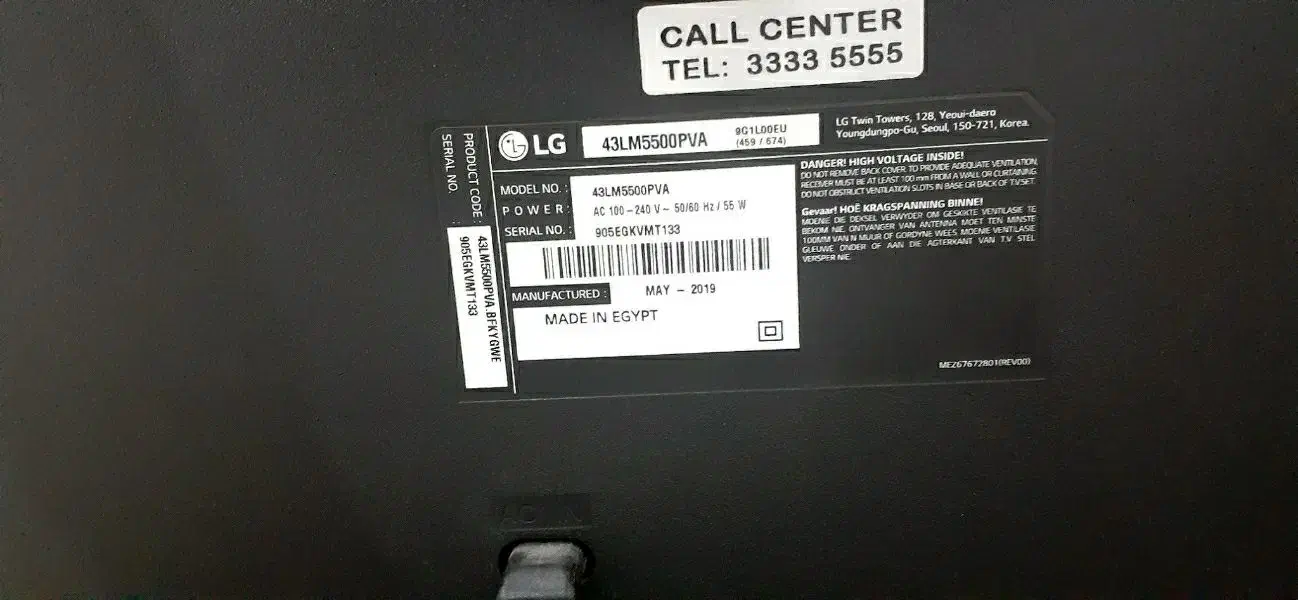 CALL CENTER
TEL: 3333 5555
LG
43LM5500PVA
9G1L00EU
(459 / 674)
LG Twin Towers, 128, Yeoui-daero
Youngdungpo-Gu, Seoul, 150-721, Korea.
PRODUCT CODE : 43LM5500PVA.BFKYGWE
SERIAL NO. : 905EGKVMT133
MODEL NO. : 43LM5500PVA
POWER : AC 100-240 V~ 50/60 Hz / 55 W
SERIAL NO. : 905EGKVMT133
MANUFACTURED : MAY - 2019
MADE IN EGYPT
DANGER! HIGH VOLTAGE INSIDE!
DO NOT REMOVE BACK COVER. TO PROVIDE ADEQUATE VENTILATION,
RECEIVER MUST BE AT LEAST 100 mm FROM A WALL OR CURTAINING.
DO NOT OBSTRUCT VENTILATION SLOTS IN BASE OR BACK OF TV SET.
Gevaar! HOË KRAGSPANNING BINNE!
MOENIE DIE DEKSEL VERWYDER OM GESKIKTE VENTILASIE TE
BEKOM NIE. ONTVANGER VAN ANTENNA MOET TEN MINSTE
100MM VAN N MUUR OF GORDYNE WEES. MOENIE VENTILASIE
GLEUWE ONDER OF AAN DIE AGTERKANT VAN T.V STEL
VERSPER NIE.
MEZ67672801(REV00)
AC IN